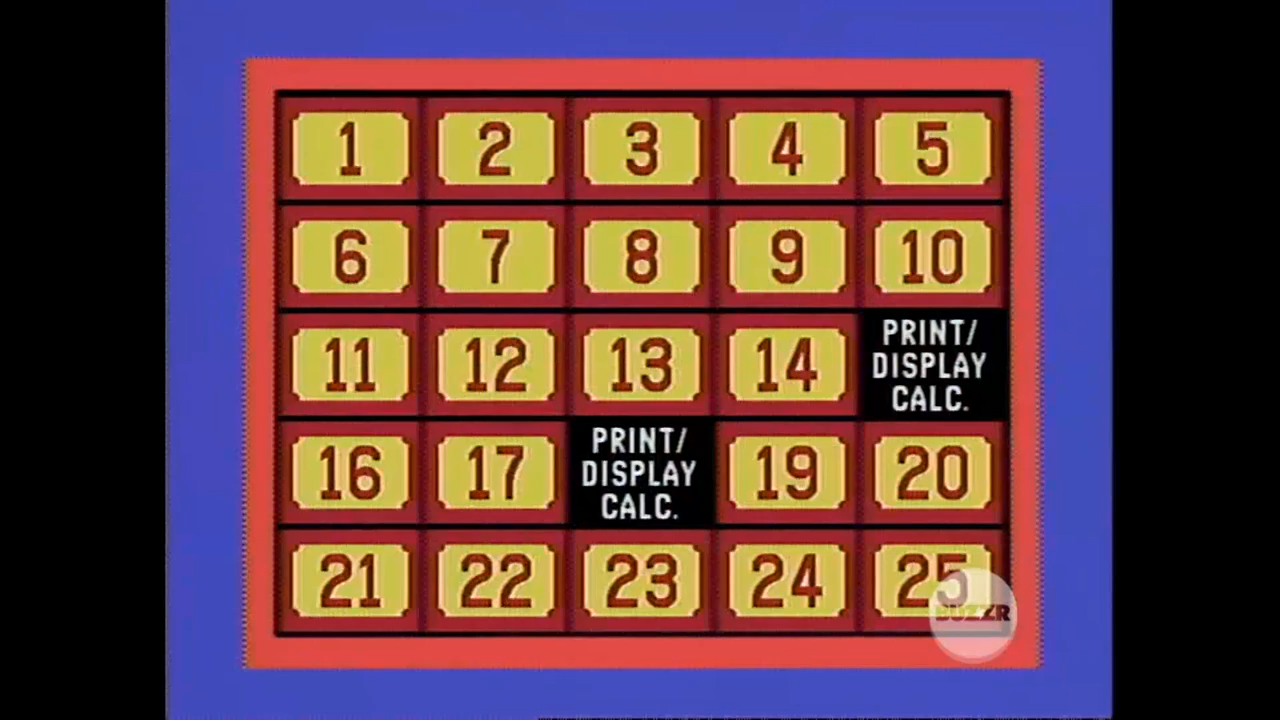 1 2 3 4 5
6 7 8 9 10
11 12 13 14 PRINT/
DISPLAY
CALC.
16 17 PRINT/
DISPLAY
CALC.
19 20
21 22 23 24 25
BUZZR